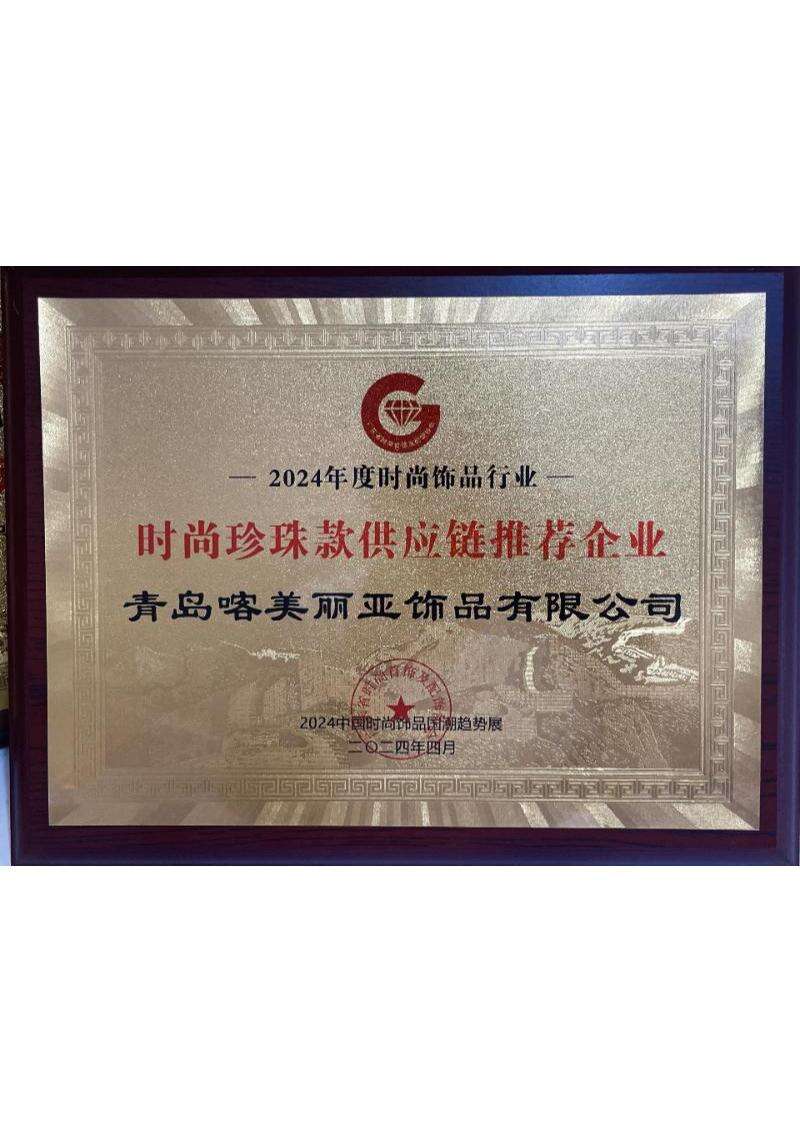 — 2024年度时尚饰品行业 —
时尚珍珠款供应链推荐企业
青岛喀美丽亚饰品有限公司
2024中国时尚饰品国潮趋势展
二〇二四年四月